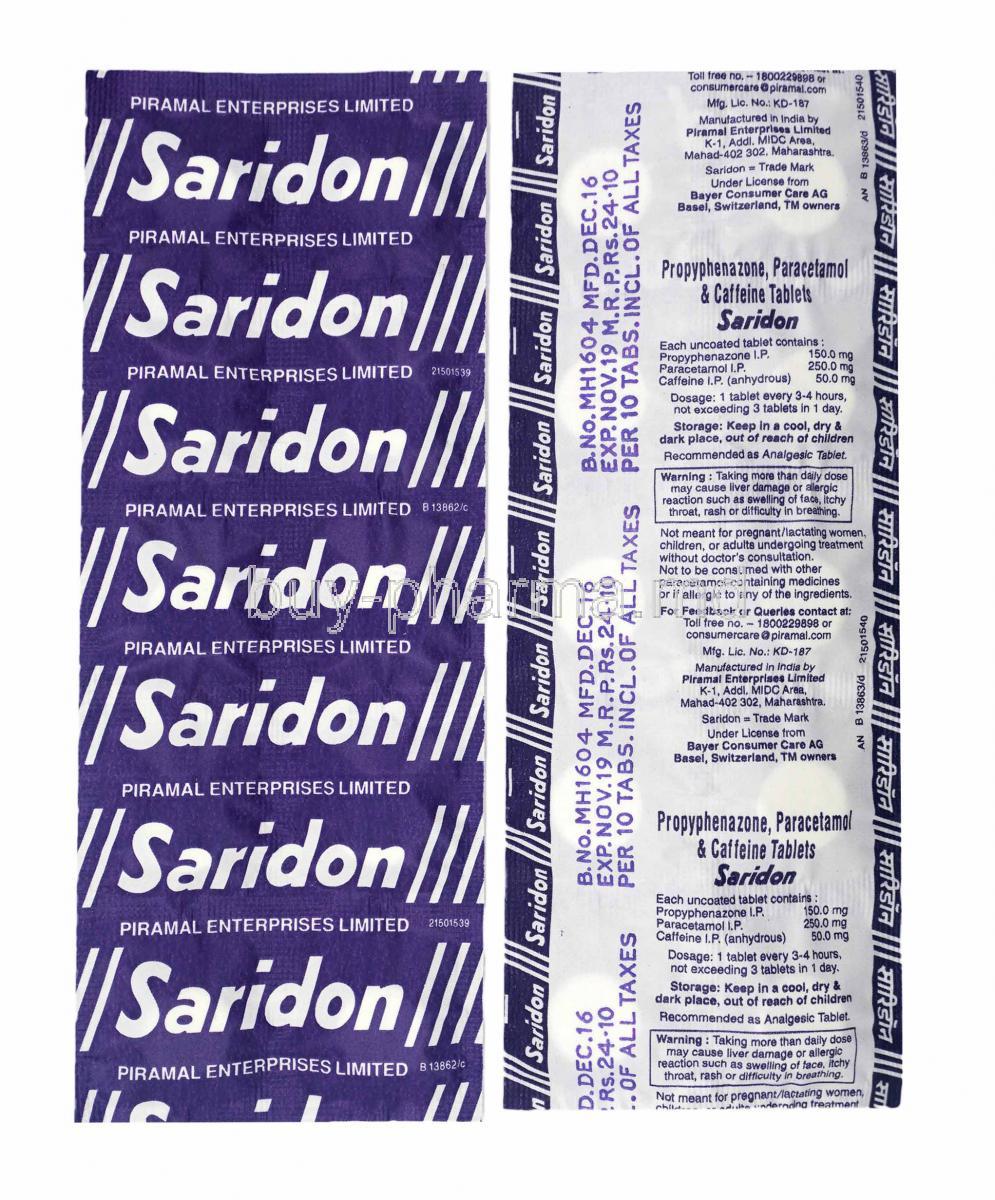 PIRAMAL ENTERPRISES LIMITED
Saridon
PIRAMAL ENTERPRISES LIMITED
Saridon
PIRAMAL ENTERPRISES LIMITED 21501539
Saridon
PIRAMAL ENTERPRISES LIMITED B 13862/c
Saridon
PIRAMAL ENTERPRISES LIMITED
Saridon
PIRAMAL ENTERPRISES LIMITED
Saridon
PIRAMAL ENTERPRISES LIMITED 21501539
Saridon
PIRAMAL ENTERPRISES LIMITED B 13862/c
Saridon
Saridon
Saridon
Saridon
Saridon
Saridon
Saridon
Saridon
Saridon
B.No.MH1604 MFD.DEC.16
EXP.NOV.19 M.R.P.Rs.24·10
PER 10 TABS.INCL.OF ALL TAXES
B.No.MH1604 MFD.DEC.16
EXP.NOV.19 M.R.P.Rs.24·10
PER 10 TABS.INCL.OF ALL TAXES
D.DEC.16
.Rs.24·10
.OF ALL TAXES
Toll free no. – 1800229898 or
consumercare@piramal.com
Mfg. Lic. No.: KD-187
Manufactured in India by
Piramal Enterprises Limited
K-1, Addl. MIDC Area,
Mahad-402 302, Maharashtra.
Saridon = Trade Mark
Under License from
Bayer Consumer Care AG
Basel, Switzerland, TM owners
AN B 13863/d 21501540
Propyphenazone, Paracetamol
& Caffeine Tablets
Saridon
Each uncoated tablet contains :
Propyphenazone I.P. 150.0 mg
Paracetamol I.P. 250.0 mg
Caffeine I.P. (anhydrous) 50.0 mg
Dosage: 1 tablet every 3-4 hours,
not exceeding 3 tablets in 1 day.
Storage: Keep in a cool, dry &
dark place, out of reach of children
Recommended as Analgesic Tablet.
Warning : Taking more than daily dose
may cause liver damage or allergic
reaction such as swelling of face, itchy
throat, rash or difficulty in breathing.
Not meant for pregnant/lactating women,
children, or adults undergoing treatment
without doctor's consultation.
Not to be consumed with other
paracetamol containing medicines
or if allergic to any of the ingredients.
For Feedback or Queries contact at:
Toll free no. – 1800229898 or
consumercare@piramal.com
Mfg. Lic. No.: KD-187
Manufactured in India by
Piramal Enterprises Limited
K-1, Addl. MIDC Area,
Mahad-402 302, Maharashtra.
Saridon = Trade Mark
Under License from
Bayer Consumer Care AG
Basel, Switzerland, TM owners
AN B 13863/d 21501540
Propyphenazone, Paracetamol
& Caffeine Tablets
Saridon
Each uncoated tablet contains :
Propyphenazone I.P. 150.0 mg
Paracetamol I.P. 250.0 mg
Caffeine I.P. (anhydrous) 50.0 mg
Dosage: 1 tablet every 3-4 hours,
not exceeding 3 tablets in 1 day.
Storage: Keep in a cool, dry &
dark place, out of reach of children
Recommended as Analgesic Tablet.
Warning : Taking more than daily dose
may cause liver damage or allergic
reaction such as swelling of face, itchy
throat, rash or difficulty in breathing.
Not meant for pregnant/lactating women,
children, or adults undergoing treatment
सारिडॉन
सारिडॉन
सारिडॉन
सारिडॉन
सारिडॉन
सारिडॉन
सारिडॉन
सारिडॉन
सारिडॉन